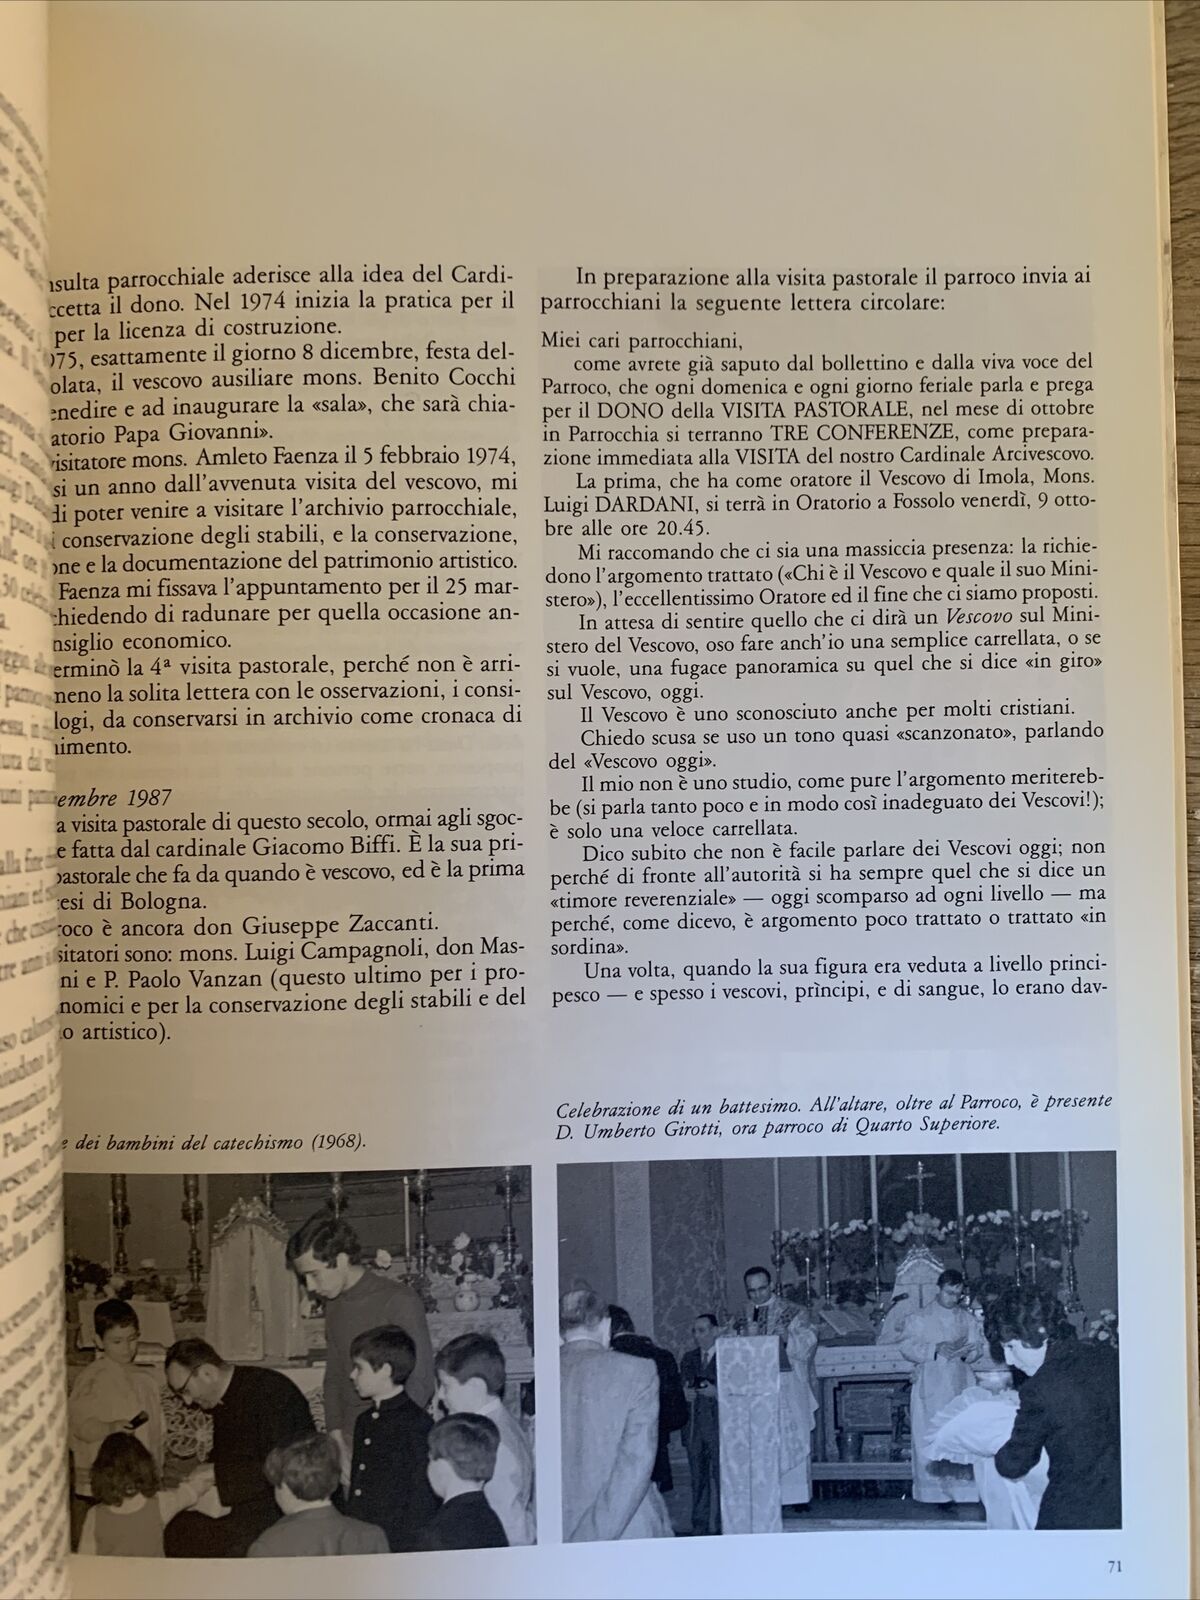 parrocchiale aderisce alla idea del Cardi-
il dono. Nel 1974 inizia la pratica per il
per la licenza di costruzione.
esattamente il giorno 8 dicembre, festa del-
il vescovo ausiliare mons. Benito Cocchi
e ad inaugurare la «sala», che sarà chia-
Papa Giovanni».
mons. Amleto Faenza il 5 febbraio 1974,
un anno dall'avvenuta visita del vescovo, mi
di poter venire a visitare l'archivio parrocchiale,
conservazione degli stabili, e la conservazione,
e la documentazione del patrimonio artistico.
Faenza mi fissava l'appuntamento per il 25 mar-
di radunare per quella occasione an-
economico.
la 4ª visita pastorale, perché non è arri-
la solita lettera con le osservazioni, i consi-
da conservarsi in archivio come cronaca di
1987
visita pastorale di questo secolo, ormai agli sgoc-
fatta dal cardinale Giacomo Biffi. È la sua pri-
che fa da quando è vescovo, ed è la prima
di Bologna.
è ancora don Giuseppe Zaccanti.
sono: mons. Luigi Campagnoli, don Mas-
e P. Paolo Vanzan (questo ultimo per i pro-
e per la conservazione degli stabili e del
artistico).
dei bambini del catechismo (1968).
In preparazione alla visita pastorale il parroco invia ai
parrocchiani la seguente lettera circolare:
Miei cari parrocchiani,
come avrete già saputo dal bollettino e dalla viva voce del
Parroco, che ogni domenica e ogni giorno feriale parla e prega
per il DONO della VISITA PASTORALE, nel mese di ottobre
in Parrocchia si terranno TRE CONFERENZE, come prepara-
zione immediata alla VISITA del nostro Cardinale Arcivescovo.
La prima, che ha come oratore il Vescovo di Imola, Mons.
Luigi DARDANI, si terrà in Oratorio a Fossolo venerdì, 9 otto-
bre alle ore 20.45.
Mi raccomando che ci sia una massiccia presenza: la richie-
dono l'argomento trattato («Chi è il Vescovo e quale il suo Mini-
stero»), l'eccellentissimo Oratore ed il fine che ci siamo proposti.
In attesa di sentire quello che ci dirà un Vescovo sul Mini-
stero del Vescovo, oso fare anch'io una semplice carrellata, o se
si vuole, una fugace panoramica su quel che si dice «in giro»
sul Vescovo, oggi.
Il Vescovo è uno sconosciuto anche per molti cristiani.
Chiedo scusa se uso un tono quasi «scanzonato», parlando
del «Vescovo oggi».
Il mio non è uno studio, come pure l'argomento meritereb-
be (si parla tanto poco e in modo così inadeguato dei Vescovi!);
è solo una veloce carrellata.
Dico subito che non è facile parlare dei Vescovi oggi; non
perché di fronte all'autorità si ha sempre quel che si dice un
«timore reverenziale» — oggi scomparso ad ogni livello — ma
perché, come dicevo, è argomento poco trattato o trattato «in
sordina».
Una volta, quando la sua figura era veduta a livello princi-
pesco — e spesso i vescovi, prìncipi, e di sangue, lo erano dav-
Celebrazione di un battesimo. All'altare, oltre al Parroco, è presente
D. Umberto Girotti, ora parroco di Quarto Superiore.
71